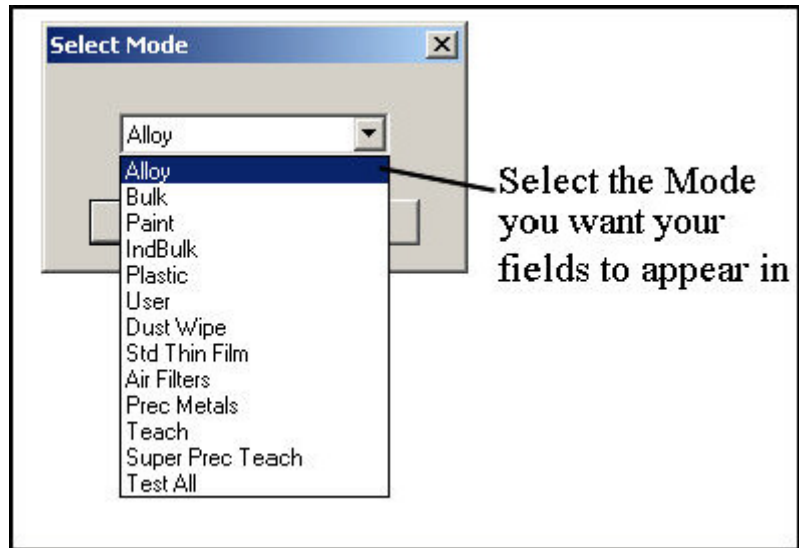 Select Mode
Alloy
Alloy
Bulk
Paint
IndBulk
Plastic
User
Dust Wipe
Std Thin Film
Air Filters
Prec Metals
Teach
Super Prec Teach
Test All
Select the Mode
you want your
fields to appear in